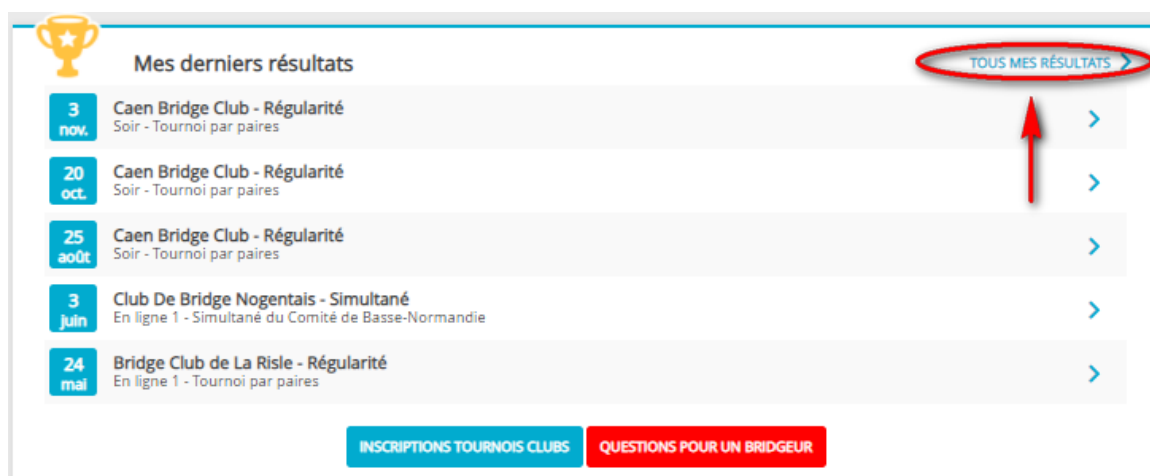 Mes derniers résultats
TOUS MES RÉSULTATS
3
nov.
Caen Bridge Club - Régularité
Soir - Tournoi par paires
20
oct.
Caen Bridge Club - Régularité
Soir - Tournoi par paires
25
août
Caen Bridge Club - Régularité
Soir - Tournoi par paires
3
juin
Club De Bridge Nogentais - Simultané
En ligne 1 - Simultané du Comité de Basse-Normandie
24
mai
Bridge Club de La Risle - Régularité
En ligne 1 - Tournoi par paires
INSCRIPTIONS TOURNOIS CLUBS
QUESTIONS POUR UN BRIDGEUR